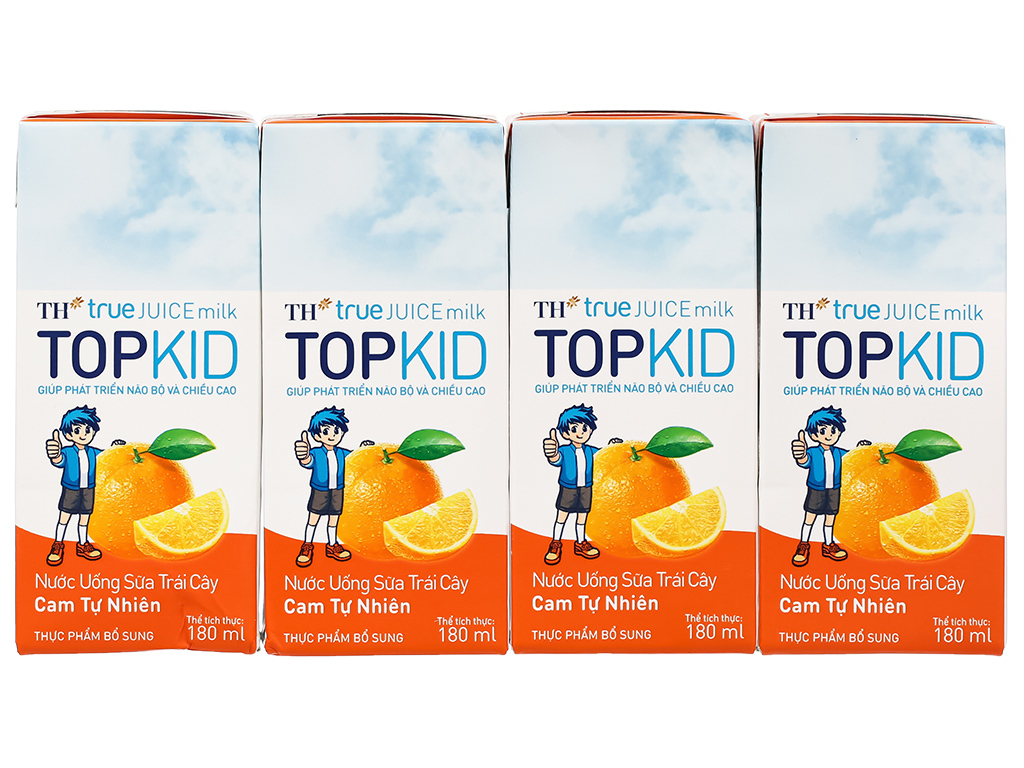 TH true JUICE milk
TOPKID
GIÚP PHÁT TRIỂN NÃO BỘ VÀ CHIỀU CAO
Nước Uống Sữa Trái Cây
Cam Tự Nhiên
THỰC PHẨM BỔ SUNG
Thể tích thực:
180 ml
TH true JUICE milk
TOPKID
GIÚP PHÁT TRIỂN NÃO BỘ VÀ CHIỀU CAO
Nước Uống Sữa Trái Cây
Cam Tự Nhiên
THỰC PHẨM BỔ SUNG
Thể tích thực:
180 ml
TH true JUICE milk
TOPKID
GIÚP PHÁT TRIỂN NÃO BỘ VÀ CHIỀU CAO
Nước Uống Sữa Trái Cây
Cam Tự Nhiên
THỰC PHẨM BỔ SUNG
Thể tích thực:
180 ml
TH true JUICE milk
TOPKID
GIÚP PHÁT TRIỂN NÃO BỘ VÀ CHIỀU CAO
Nước Uống Sữa Trái Cây
Cam Tự Nhiên
THỰC PHẨM BỔ SUNG
Thể tích thực:
180 ml